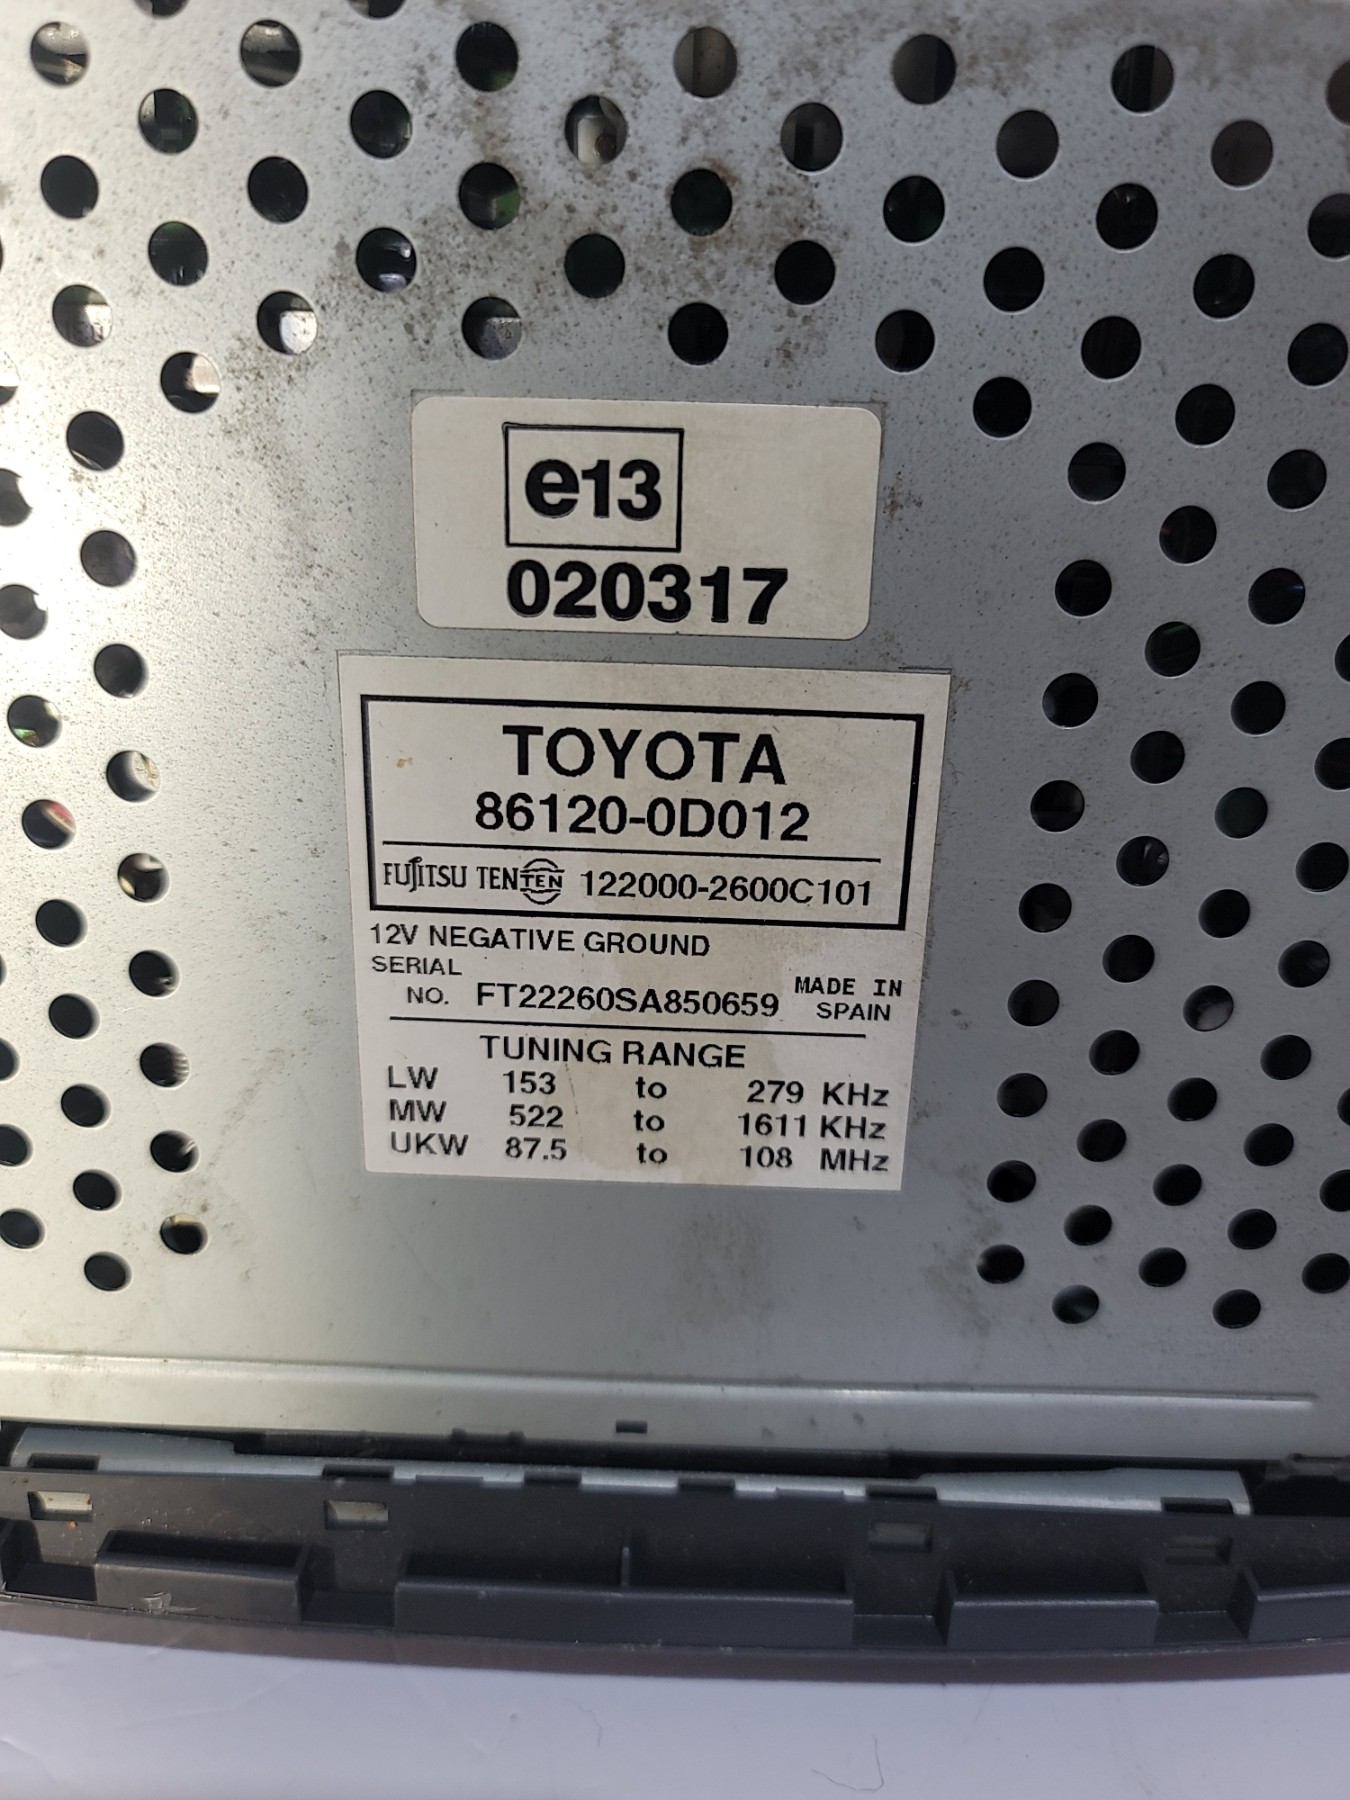 e13
020317
TOYOTA
86120-0D012
FUJITSU TEN TEN 122000-2600C101
12V NEGATIVE GROUND
SERIAL
NO. FT22260SA850659 MADE IN SPAIN
TUNING RANGE
LW 153 to 279 KHz
MW 522 to 1611 KHz
UKW 87.5 to 108 MHz